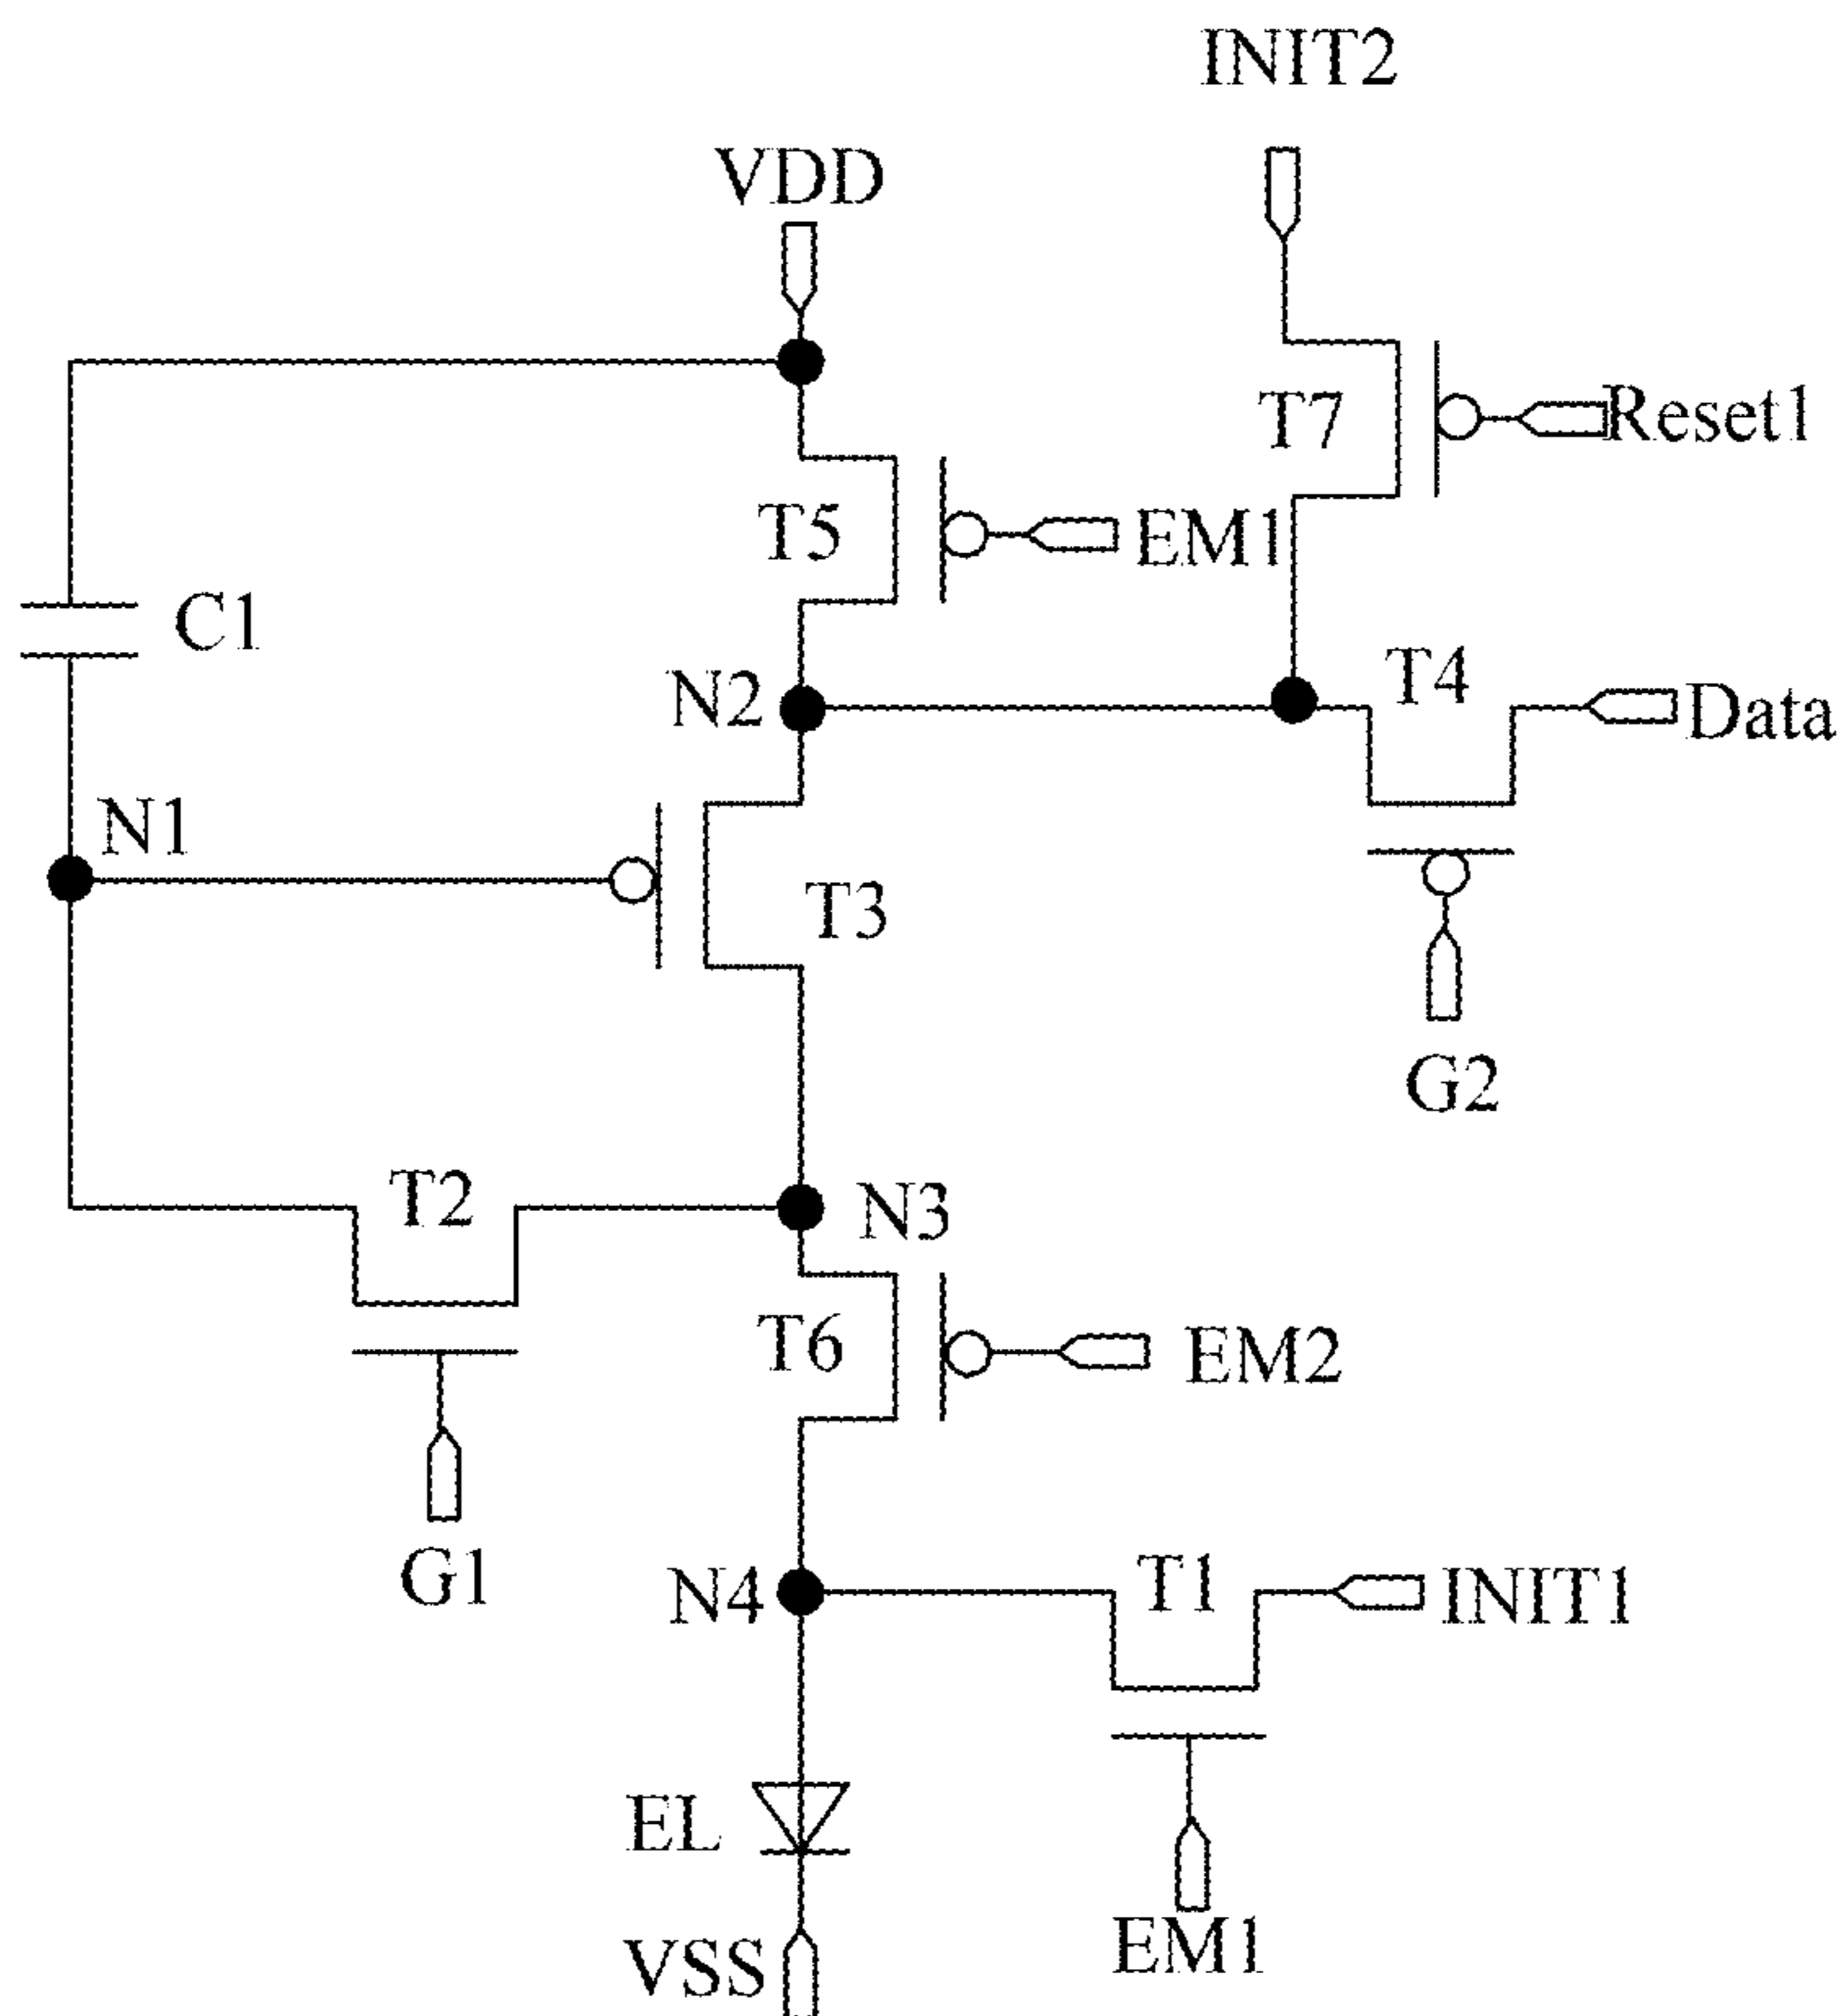 INIT2
VDD
T7
Reset1
T5
EM1
C1
N2
T4
Data
N1
T3
G2
T2
N3
T6
EM2
G1
N4
T1
INIT1
EL
EM1
VSS